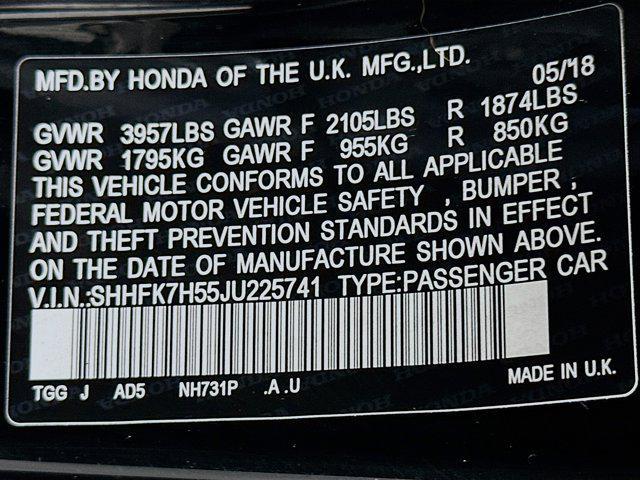 MFD.BY HONDA OF THE U.K. MFG.,LTD. 05/18
GVWR 3957LBS GAWR F 2105LBS R 1874LBS
GVWR 1795KG GAWR F 955KG R 850KG
THIS VEHICLE CONFORMS TO ALL APPLICABLE
FEDERAL MOTOR VEHICLE SAFETY , BUMPER ,
AND THEFT PREVENTION STANDARDS IN EFFECT
ON THE DATE OF MANUFACTURE SHOWN ABOVE.
V.I.N.:SHHFK7H55JU225741 TYPE:PASSENGER CAR
TGG J AD5 NH731P .A .U MADE IN U.K.